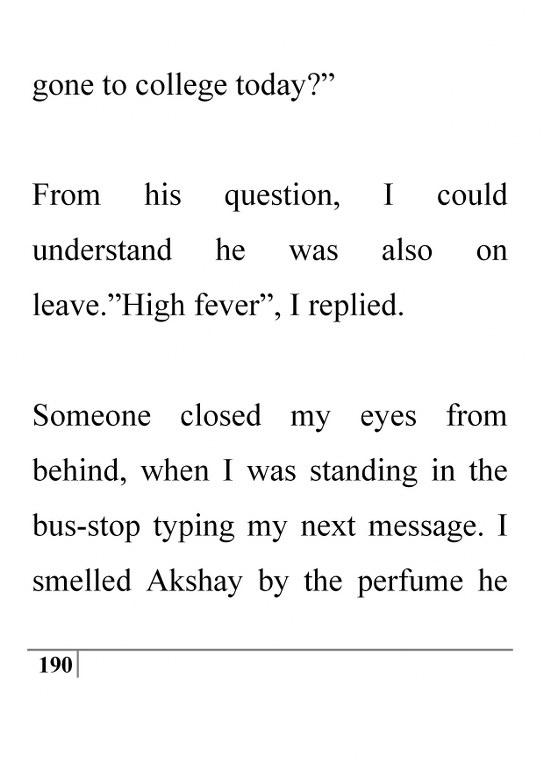 gone to college today?”
From his question, I could
understand he was also on
leave.”High fever”, I replied.
Someone closed my eyes from
behind, when I was standing in the
bus-stop typing my next message. I
smelled Akshay by the perfume he
190